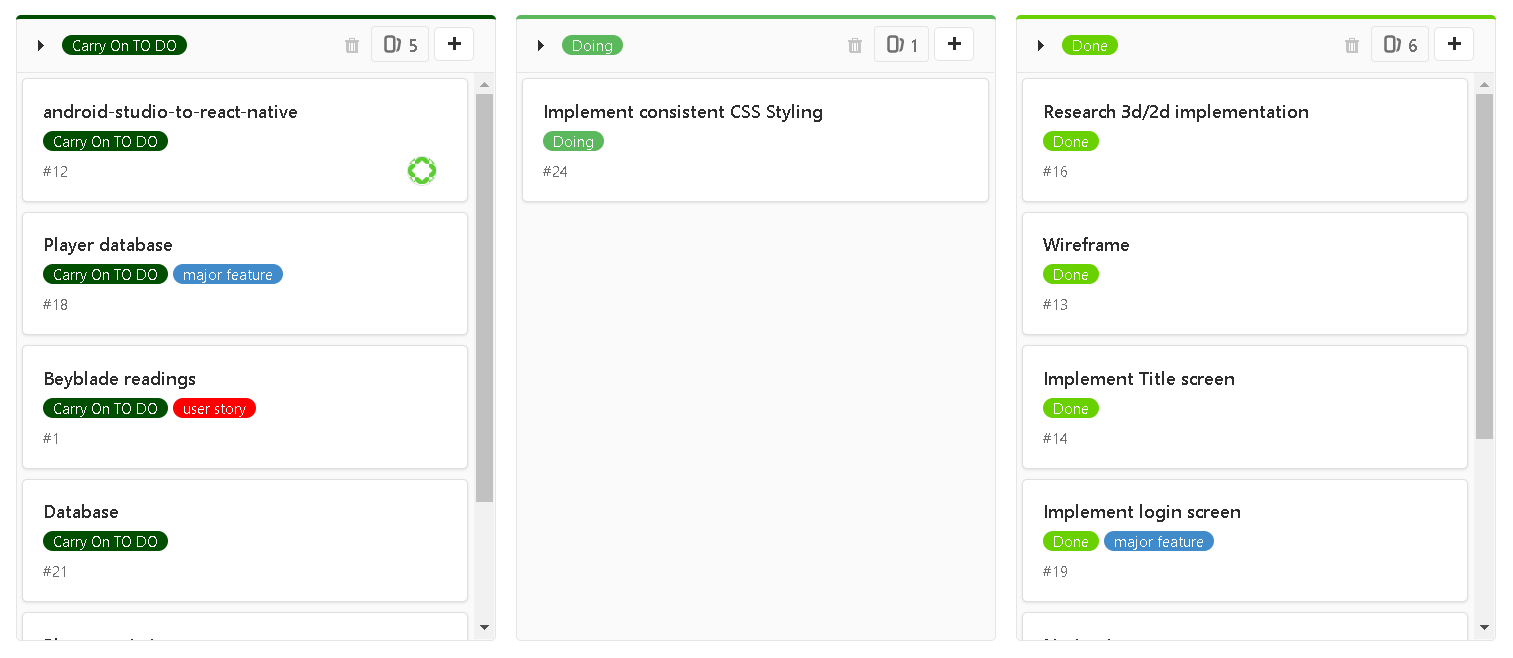 Carry On TO DO
5
android-studio-to-react-native
Carry On TO DO
#12
Player database
Carry On TO DO major feature
#18
Beyblade readings
Carry On TO DO user story
#1
Database
Carry On TO DO
#21
Doing
1
Implement consistent CSS Styling
Doing
#24
Done
6
Research 3d/2d implementation
Done
#16
Wireframe
Done
#13
Implement Title screen
Done
#14
Implement login screen
Done major feature
#19